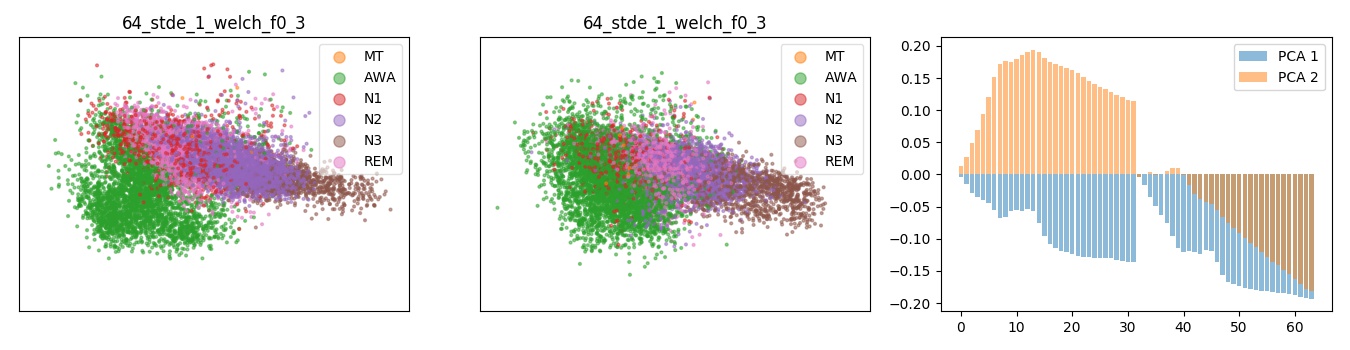 64_stde_1_welch_f0_3
MT
AWA
N1
N2
N3
REM
64_stde_1_welch_f0_3
MT
AWA
N1
N2
N3
REM
PCA 1
PCA 2
0.20
0.15
0.10
0.05
0.00
−0.05
−0.10
−0.15
−0.20
0 10 20 30 40 50 60